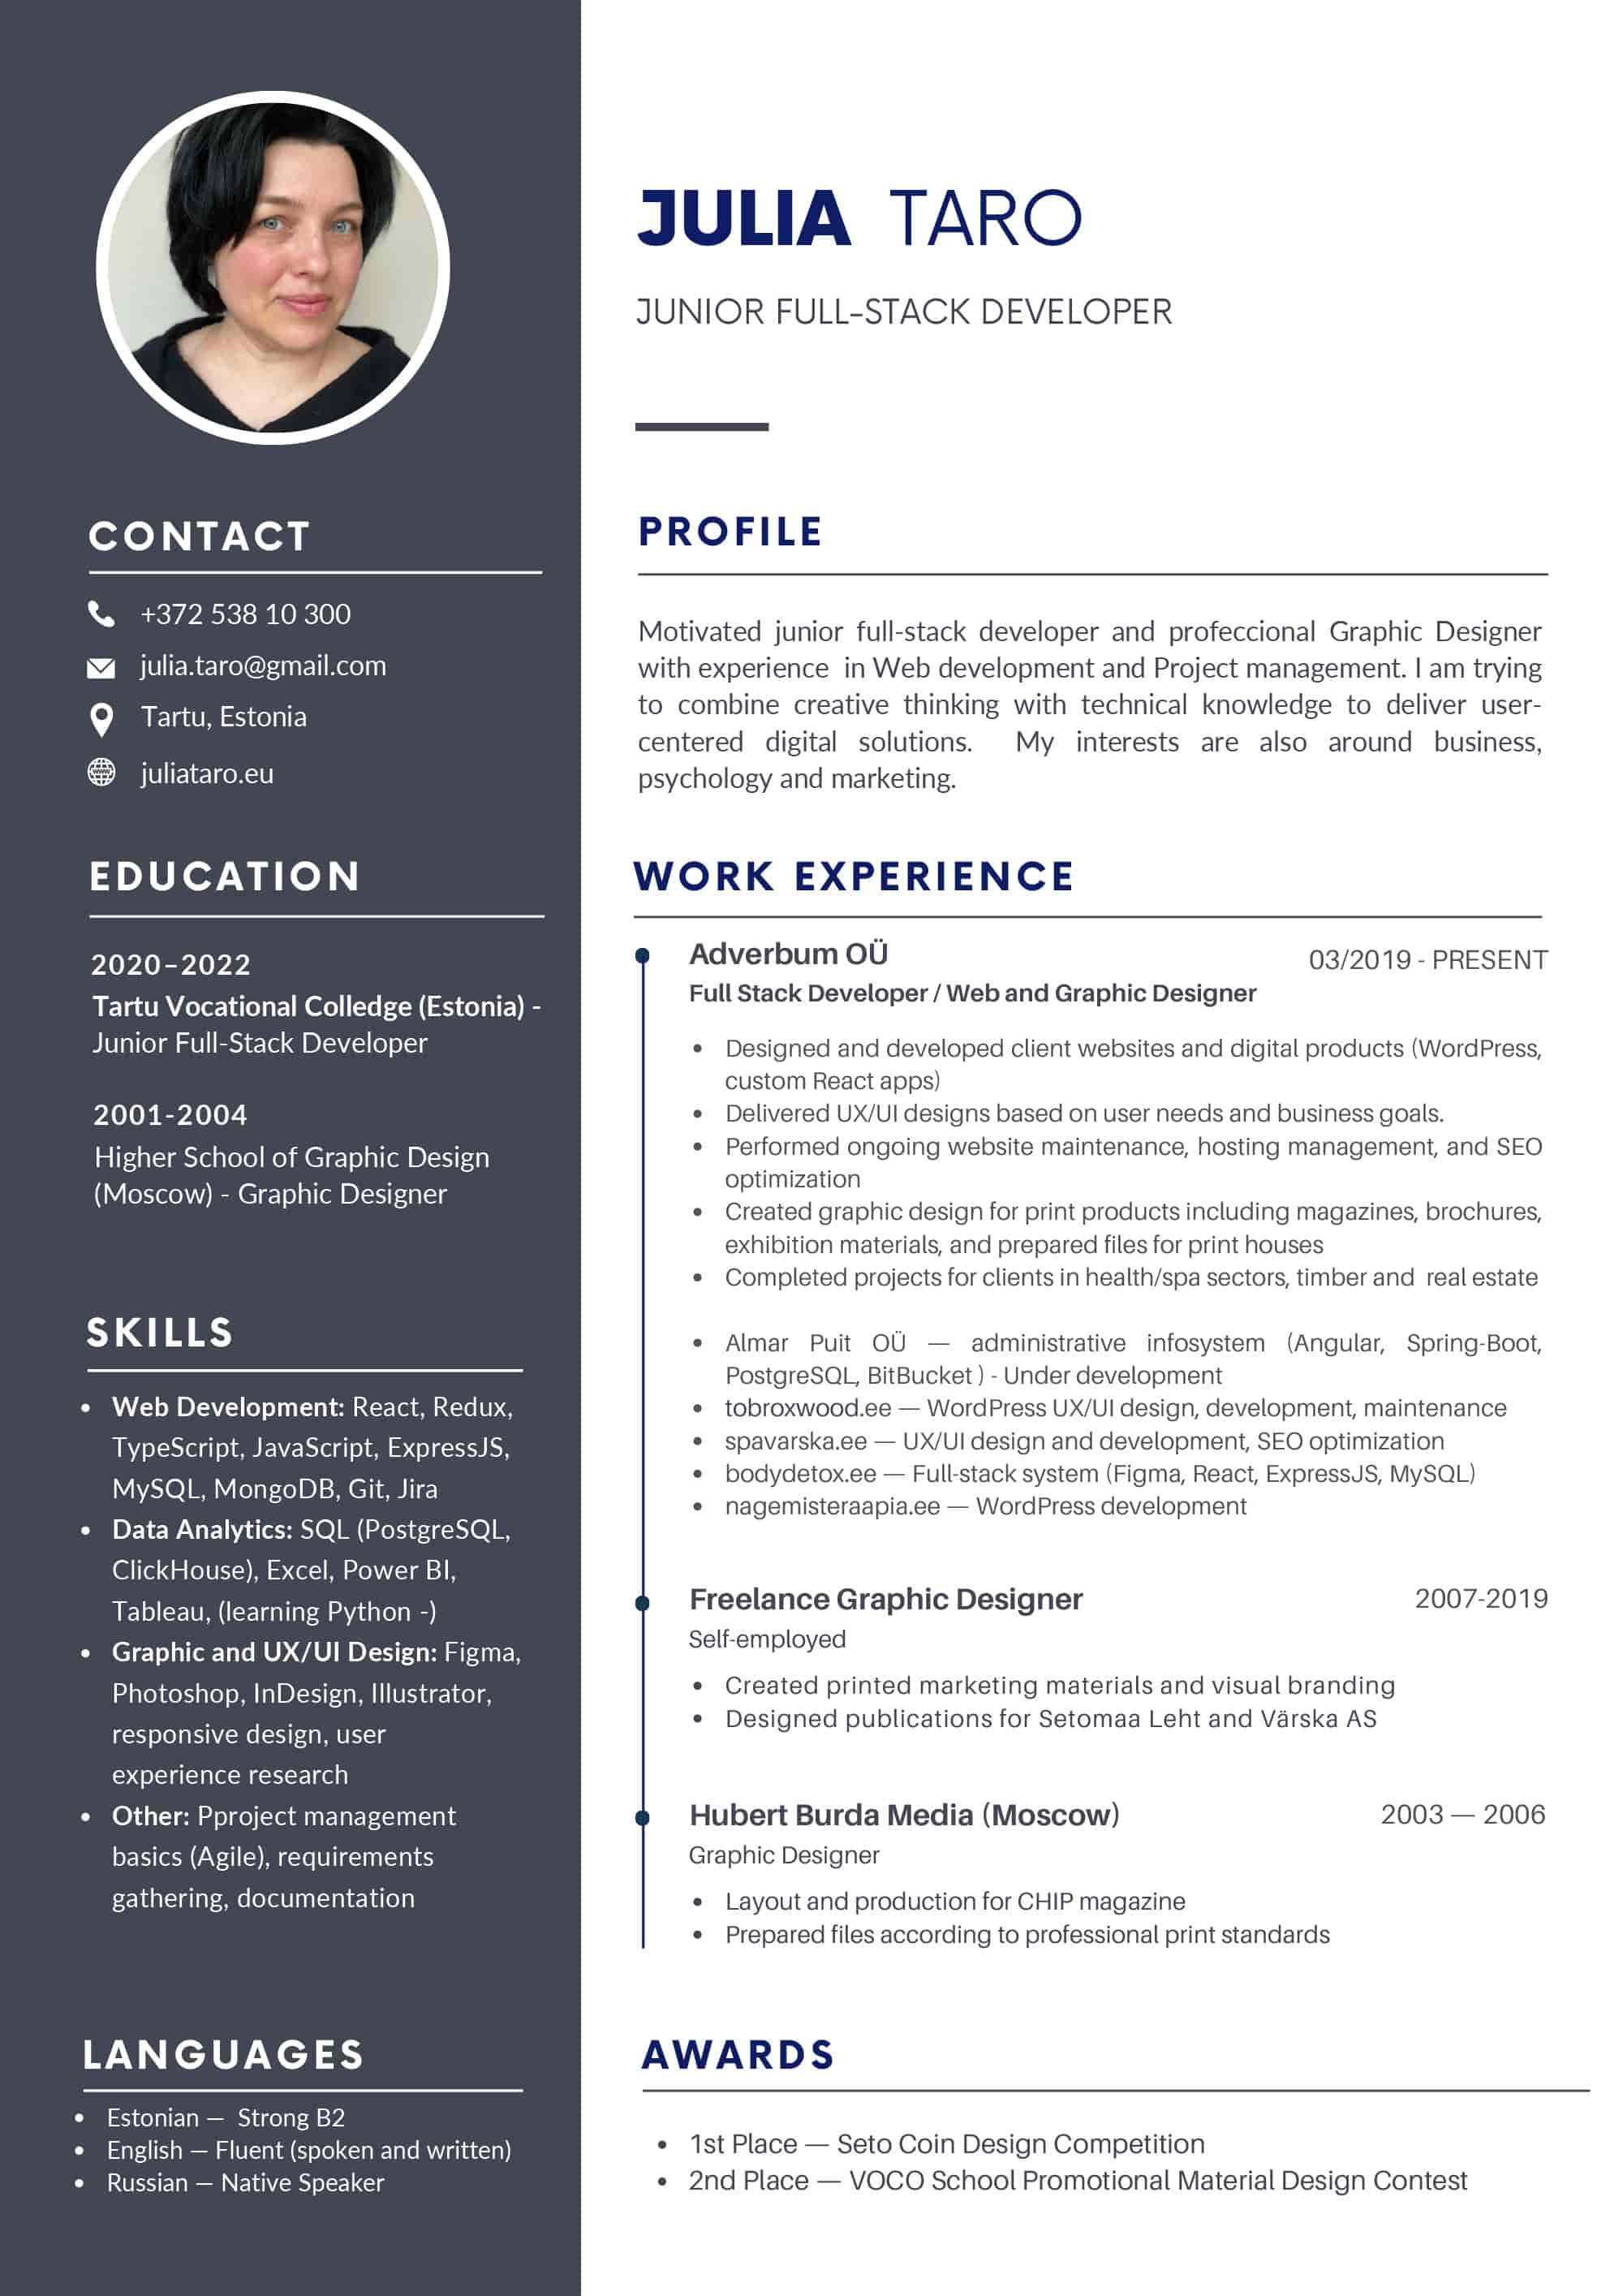 JULIA TARO
JUNIOR FULL-STACK DEVELOPER
CONTACT
+372 538 10 300
julia.taro@gmail.com
Tartu, Estonia
juliataro.eu
EDUCATION
2020–2022
Tartu Vocational Colledge (Estonia) -
Junior Full-Stack Developer
2001-2004
Higher School of Graphic Design
(Moscow) - Graphic Designer
SKILLS
• Web Development: React, Redux,
TypeScript, JavaScript, ExpressJS,
MySQL, MongoDB, Git, Jira
• Data Analytics: SQL (PostgreSQL,
ClickHouse), Excel, Power BI,
Tableau, (learning Python -)
• Graphic and UX/UI Design: Figma,
Photoshop, InDesign, Illustrator,
responsive design, user
experience research
• Other: Pproject management
basics (Agile), requirements
gathering, documentation
LANGUAGES
• Estonian — Strong B2
• English — Fluent (spoken and written)
• Russian — Native Speaker
PROFILE
Motivated junior full-stack developer and profeccional Graphic Designer
with experience in Web development and Project management. I am trying
to combine creative thinking with technical knowledge to deliver user-
centered digital solutions. My interests are also around business,
psychology and marketing.
WORK EXPERIENCE
Adverbum OÜ
03/2019 - PRESENT
Full Stack Developer / Web and Graphic Designer
• Designed and developed client websites and digital products (WordPress,
custom React apps)
• Delivered UX/UI designs based on user needs and business goals.
• Performed ongoing website maintenance, hosting management, and SEO
optimization
• Created graphic design for print products including magazines, brochures,
exhibition materials, and prepared files for print houses
• Completed projects for clients in health/spa sectors, timber and real estate
• Almar Puit OÜ — administrative infosystem (Angular, Spring-Boot,
PostgreSQL, BitBucket ) - Under development
• tobroxwood.ee — WordPress UX/UI design, development, maintenance
• spavarska.ee — UX/UI design and development, SEO optimization
• bodydetox.ee — Full-stack system (Figma, React, ExpressJS, MySQL)
• nagemisteraapia.ee — WordPress development
Freelance Graphic Designer
2007-2019
Self-employed
• Created printed marketing materials and visual branding
• Designed publications for Setomaa Leht and Värska AS
Hubert Burda Media (Moscow)
2003 — 2006
Graphic Designer
• Layout and production for CHIP magazine
• Prepared files according to professional print standards
AWARDS
• 1st Place — Seto Coin Design Competition
• 2nd Place — VOCO School Promotional Material Design Contest